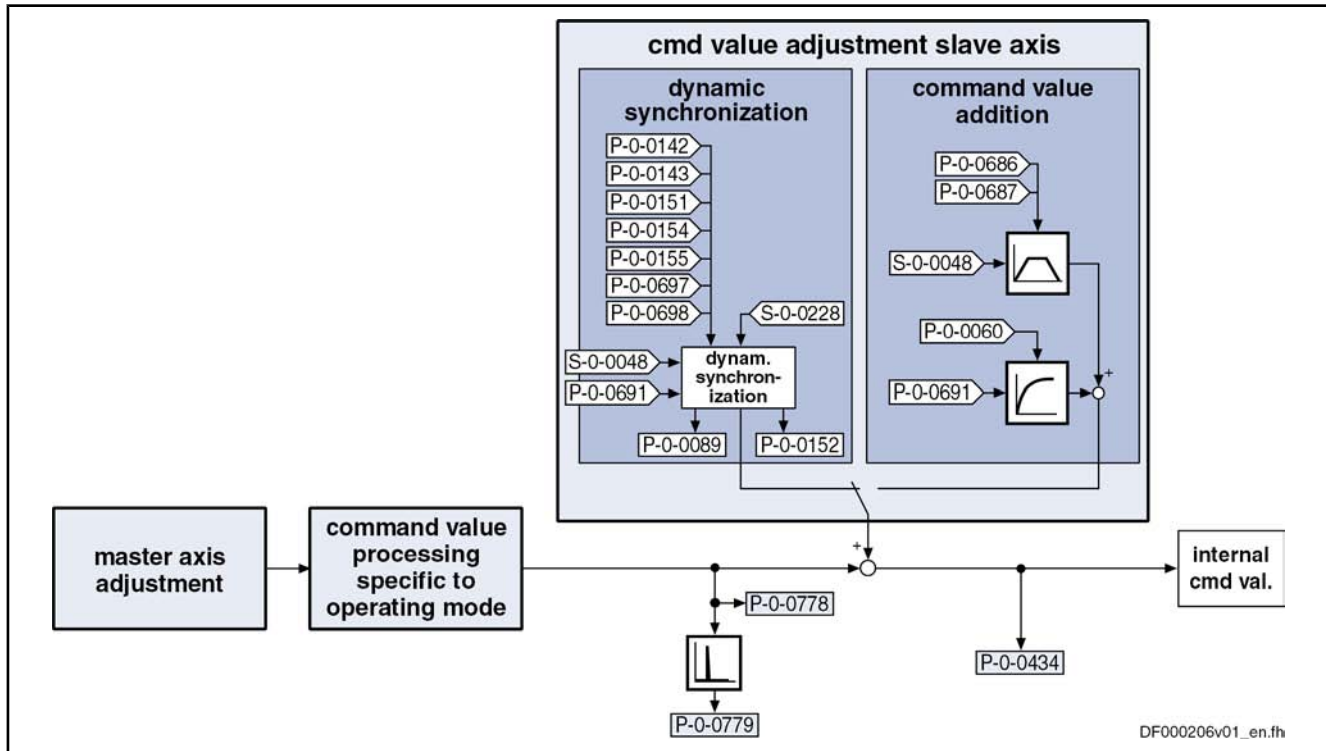 cmd value adjustment slave axis
dynamic
synchronization
P-0-0142
P-0-0143
P-0-0151
P-0-0154
P-0-0155
P-0-0697
P-0-0698
S-0-0228
S-0-0048
P-0-0691
dynam.
synchron-
ization
P-0-0089
P-0-0152
command value
addition
P-0-0686
P-0-0687
S-0-0048
P-0-0060
P-0-0691
+
+
master axis
adjustment
command value
processing
specific to
operating mode
P-0-0778
P-0-0779
P-0-0434
internal
cmd val.
DF000206v01_en.fh